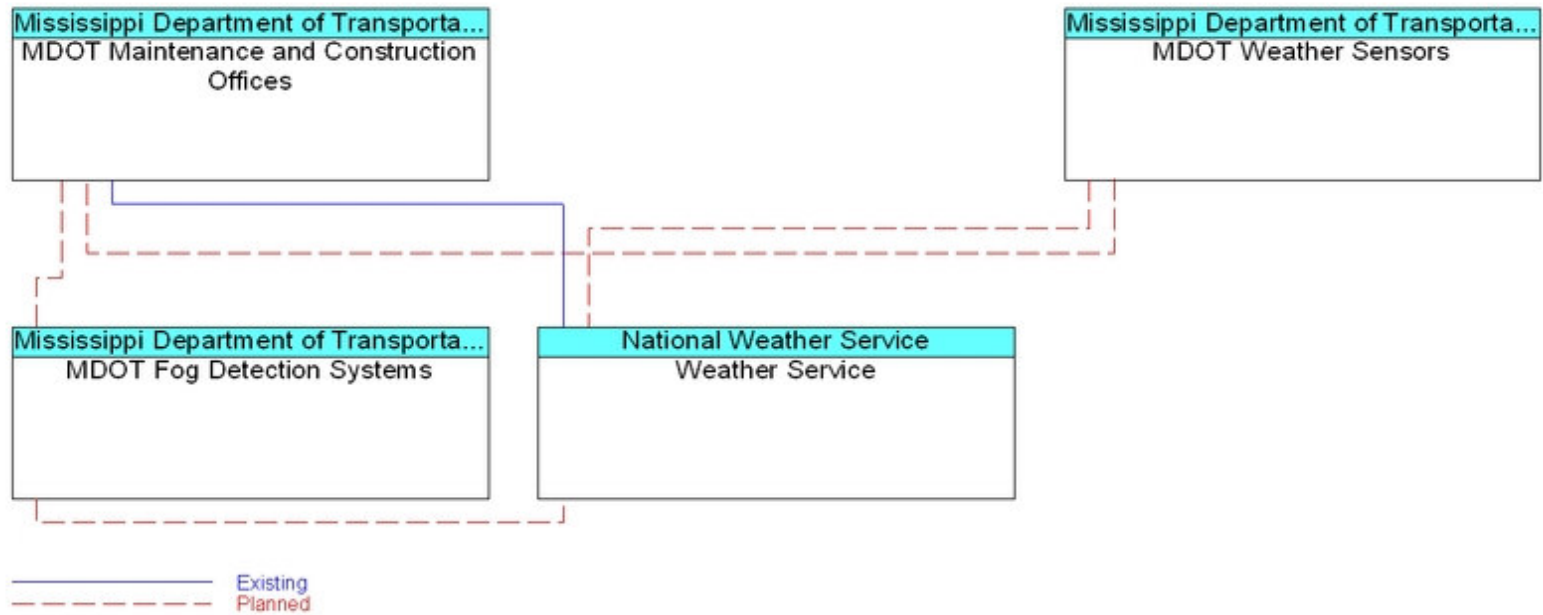 Mississippi Department of Transporta...
MDOT Maintenance and Construction
Offices
Mississippi Department of Transporta...
MDOT Weather Sensors
Mississippi Department of Transporta...
MDOT Fog Detection Systems
National Weather Service
Weather Service
Existing
Planned